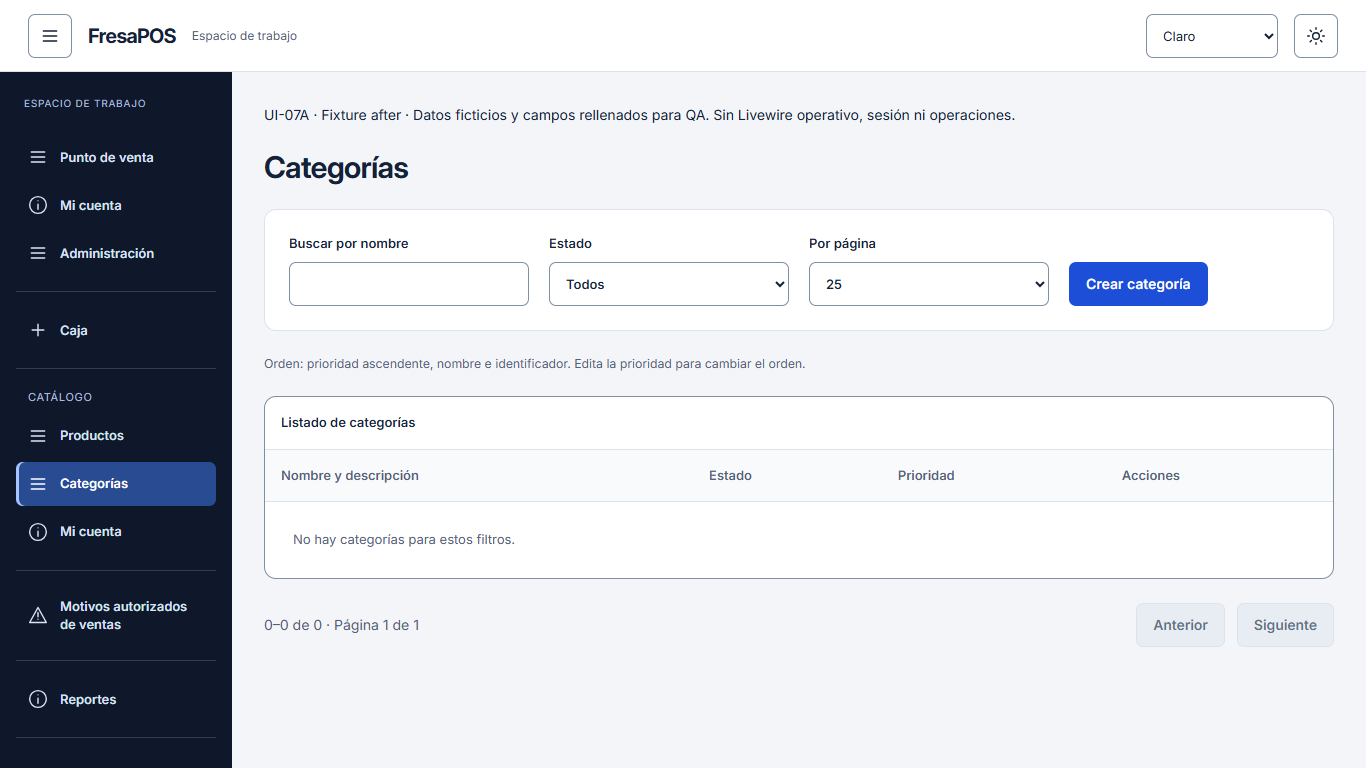 FresaPOS
Espacio de trabajo
Claro
ESPACIO DE TRABAJO
Punto de venta
Mi cuenta
Administración
Caja
CATÁLOGO
Productos
Categorías
Mi cuenta
Motivos autorizados
de ventas
Reportes
UI-07A · Fixture after · Datos ficticios y campos rellenados para QA. Sin Livewire operativo, sesión ni operaciones.
Categorías
Buscar por nombre
Estado
Por página
Todos
25
Crear categoría
Orden: prioridad ascendente, nombre e identificador. Edita la prioridad para cambiar el orden.
Listado de categorías
Nombre y descripción
Estado
Prioridad
Acciones
No hay categorías para estos filtros.
0–0 de 0 · Página 1 de 1
Anterior
Siguiente